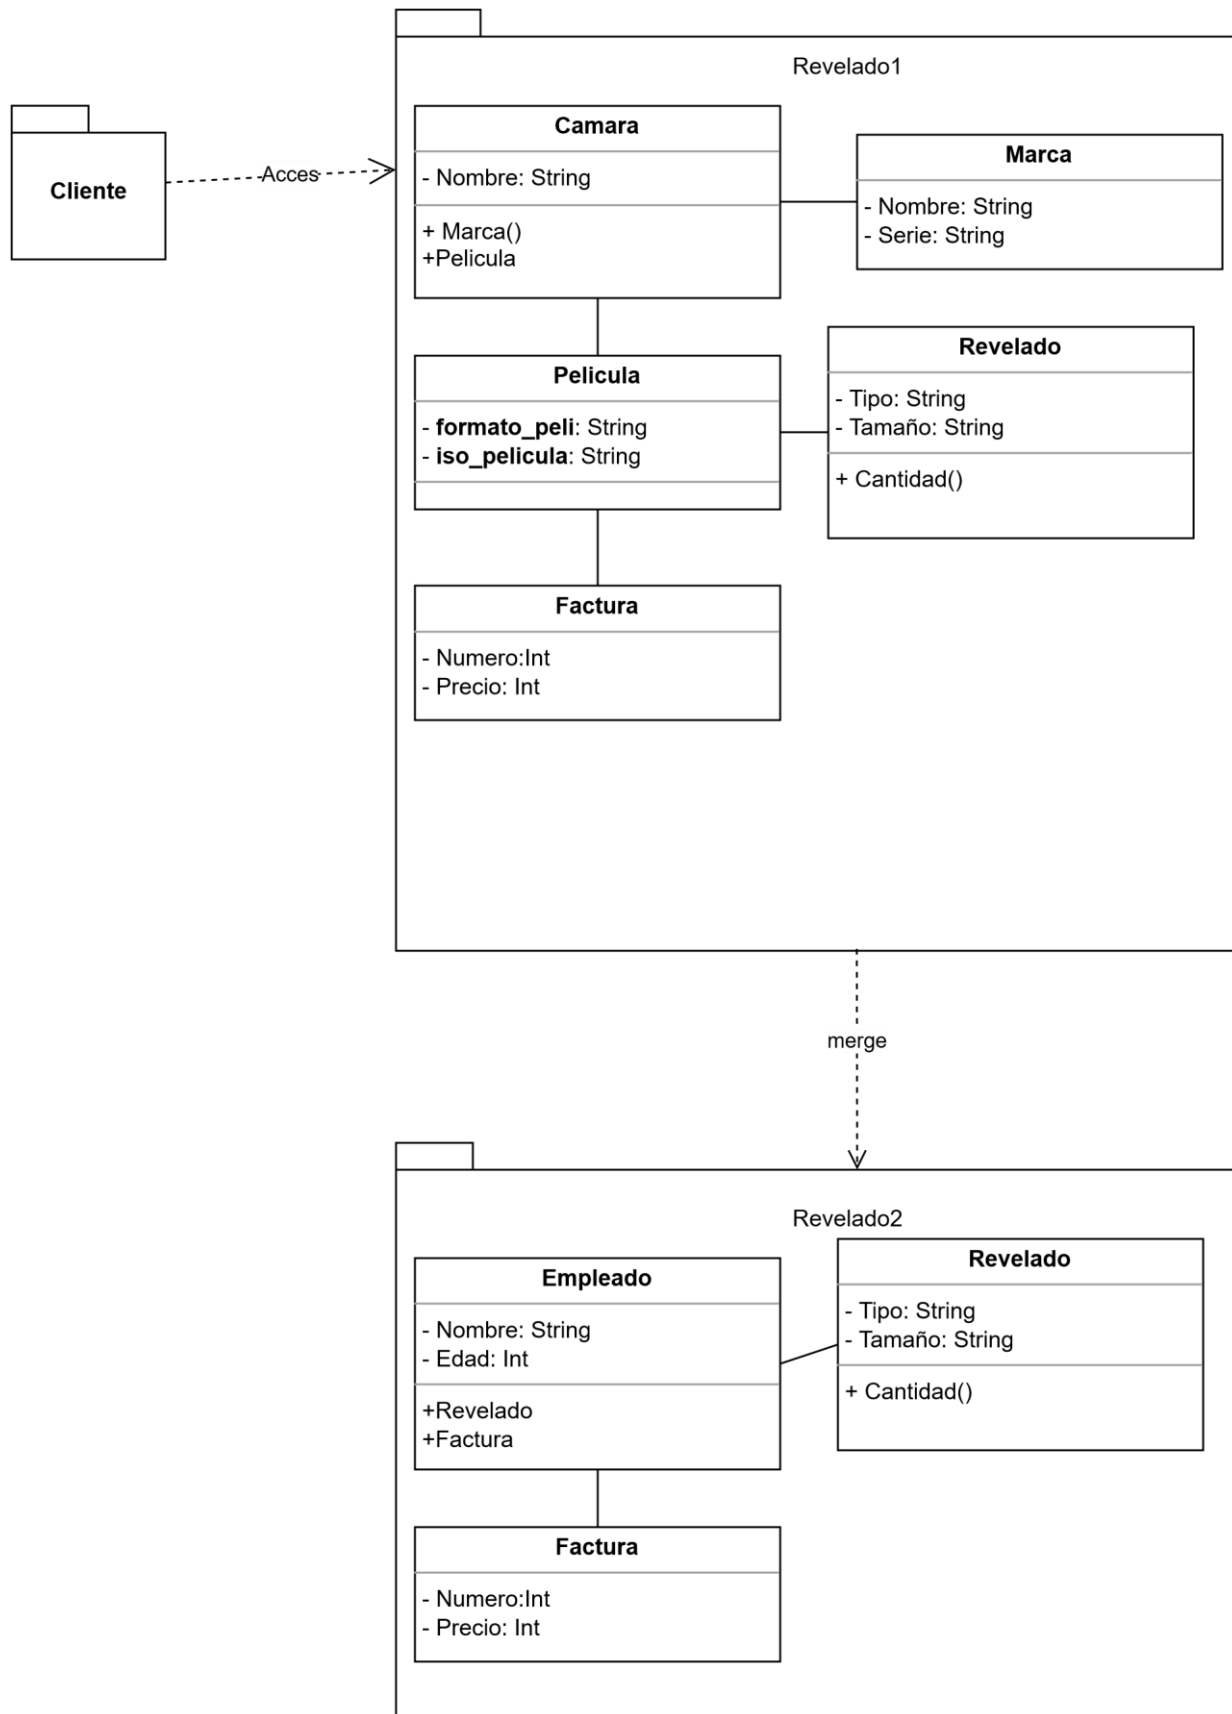 Revelado1
Cliente
Acces
Camara
- Nombre: String
+ Marca()
+Pelicula
Marca
- Nombre: String
- Serie: String
Pelicula
- formato_peli: String
- iso_pelicula: String
Revelado
- Tipo: String
- Tamaño: String
+ Cantidad()
Factura
- Numero:Int
- Precio: Int
merge
Revelado2
Empleado
- Nombre: String
- Edad: Int
+Revelado
+Factura
Revelado
- Tipo: String
- Tamaño: String
+ Cantidad()
Factura
- Numero:Int
- Precio: Int